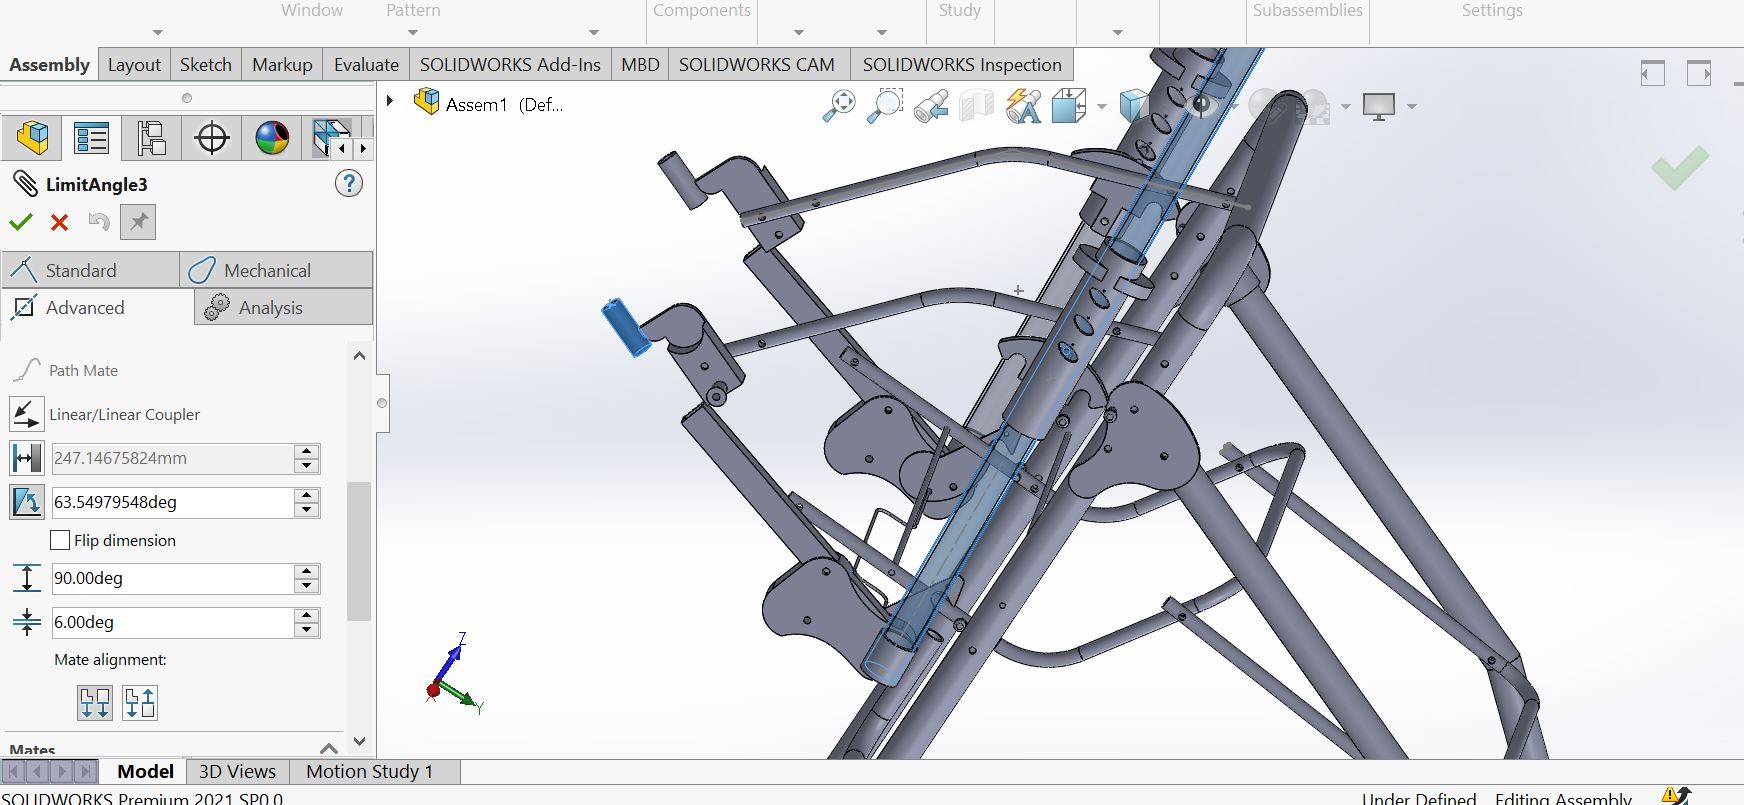 Window Pattern Components Study Subassemblies Settings
Assembly Layout Sketch Markup Evaluate SOLIDWORKS Add-Ins MBD SOLIDWORKS CAM SOLIDWORKS Inspection
Assem1 (Def...
LimitAngle3
?
Standard Mechanical
Advanced Analysis
Path Mate
Linear/Linear Coupler
247.14675824mm
63.54979548deg
Flip dimension
90.00deg
6.00deg
Mate alignment:
Mates
Z
X
Y
Model 3D Views Motion Study 1
SOLIDWORKS Premium 2021 SP0.0 Under Defined Editing Assembly